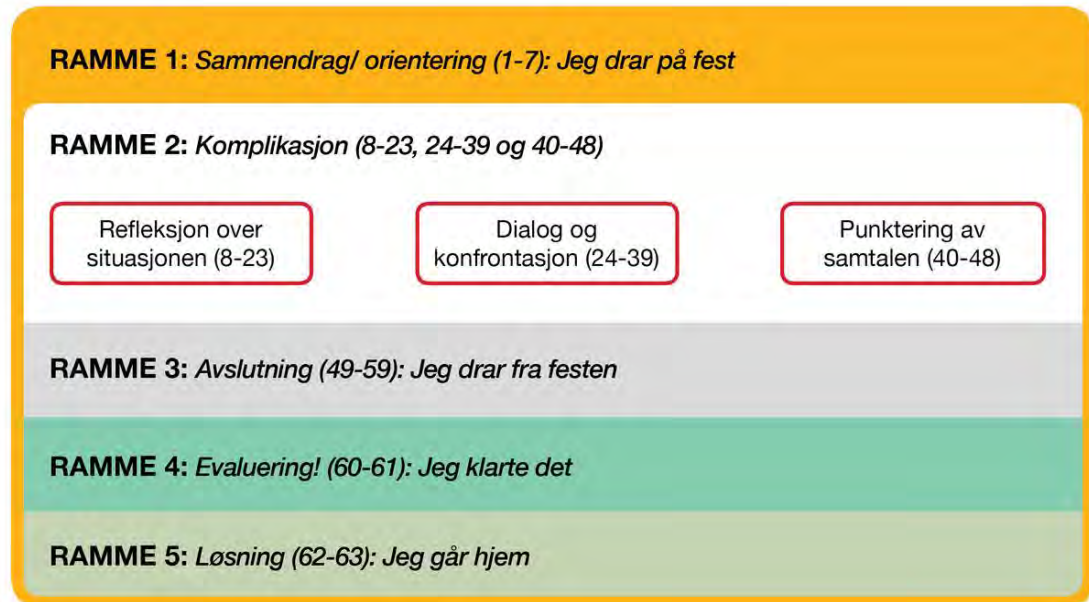 RAMME 1: Sammendrag/ orientering (1-7): Jeg drar på fest
RAMME 2: Komplikasjon (8-23, 24-39 og 40-48)
Refleksjon over
situasjonen (8-23)
Dialog og
konfrontasjon (24-39)
Punktering av
samtalen (40-48)
RAMME 3: Avslutning (49-59): Jeg drar fra festen
RAMME 4: Evaluering! (60-61): Jeg klarte det
RAMME 5: Løsning (62-63): Jeg går hjem